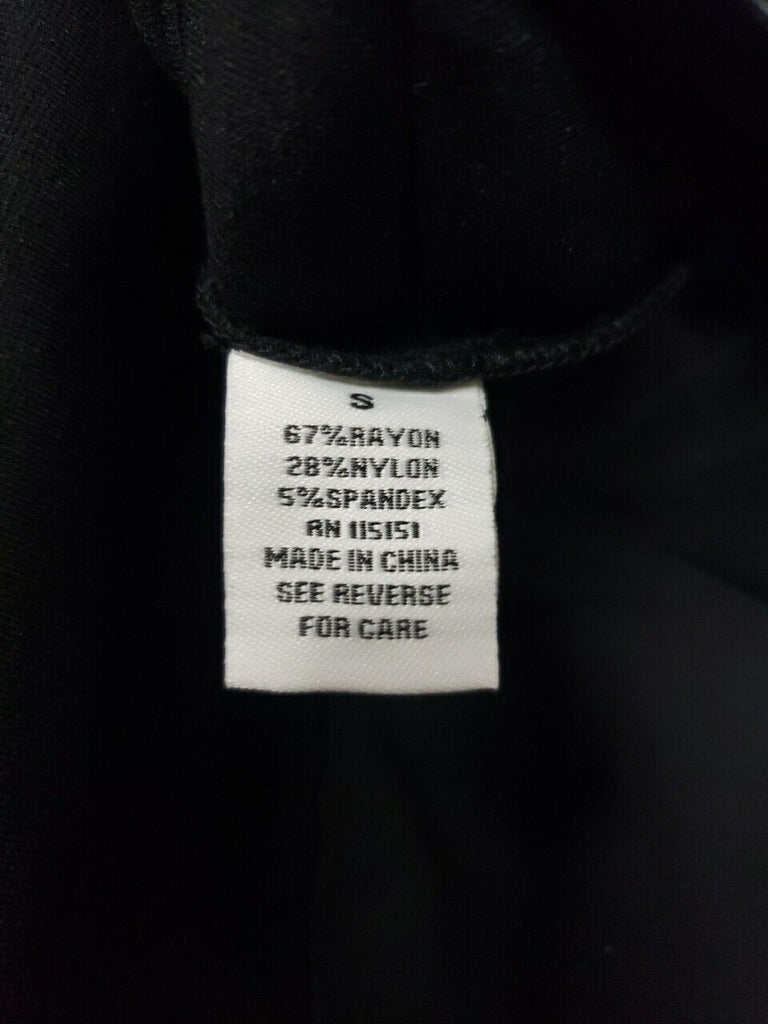 S
67%RAYON
28%NYLON
5%SPANDEX
RN 115151
MADE IN CHINA
SEE REVERSE
FOR CARE